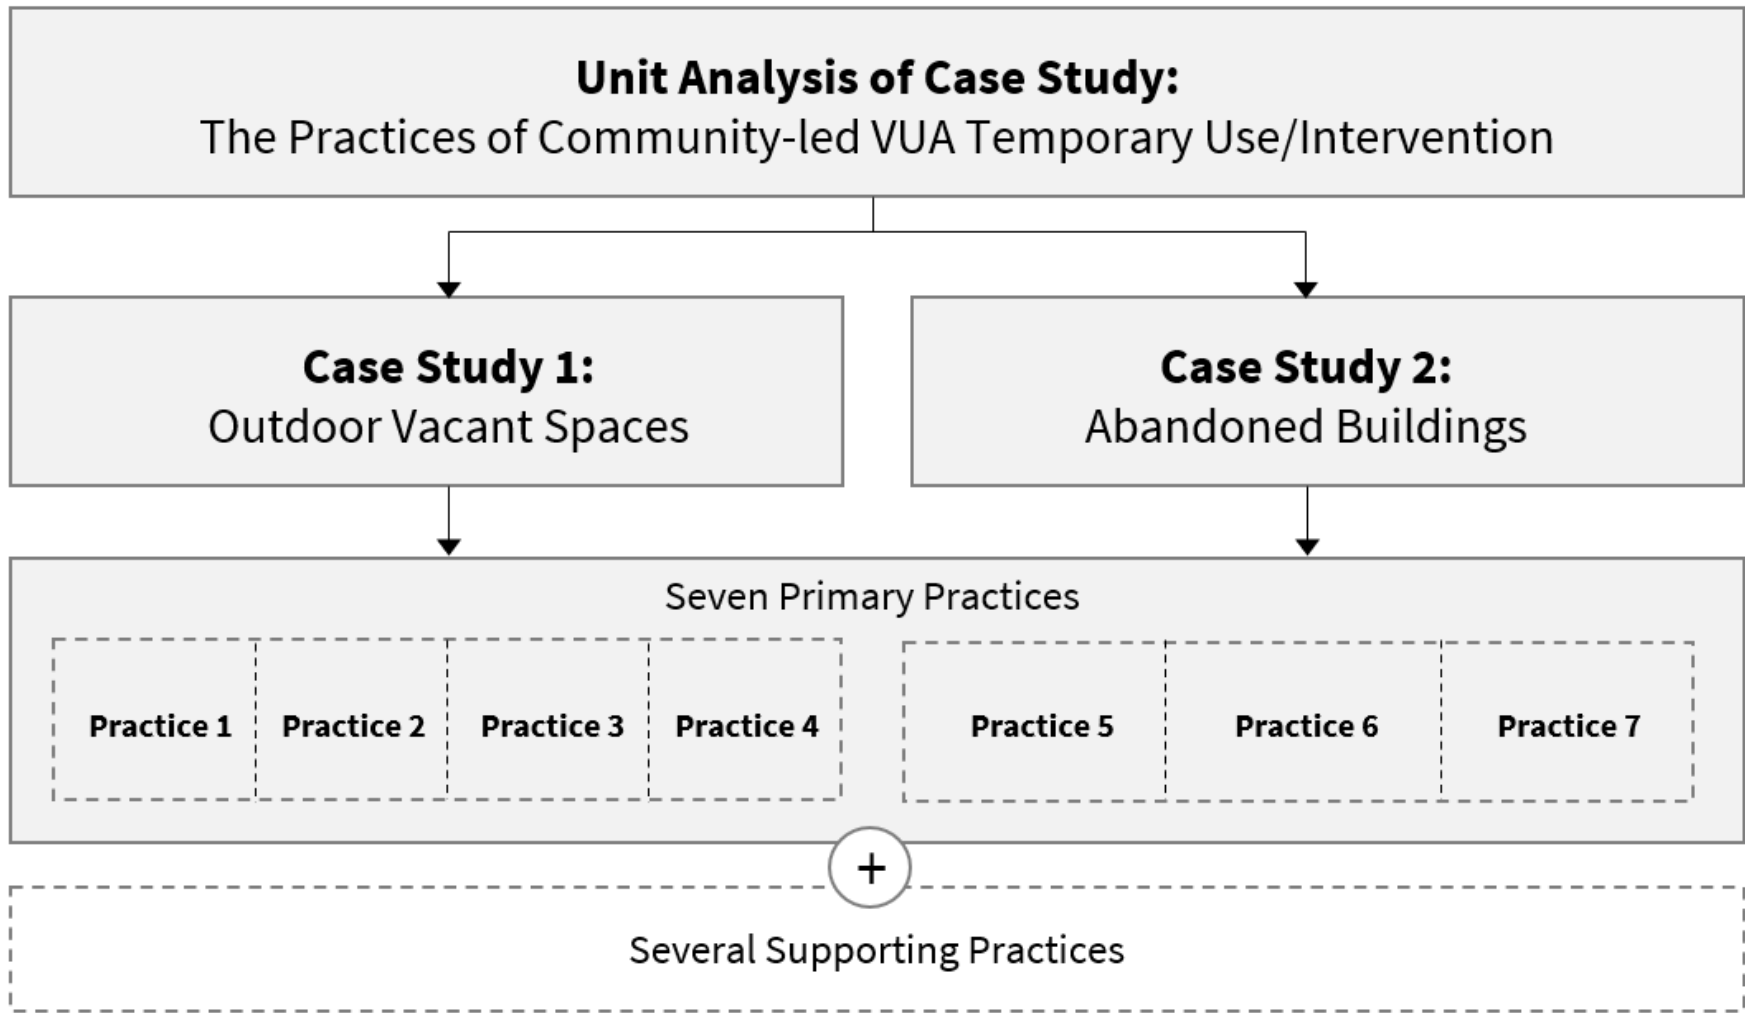 Unit Analysis of Case Study:
The Practices of Community-led VUA Temporary Use/Intervention
Case Study 1:
Outdoor Vacant Spaces
Case Study 2:
Abandoned Buildings
Seven Primary Practices
Practice 1
Practice 2
Practice 3
Practice 4
Practice 5
Practice 6
Practice 7
+
Several Supporting Practices